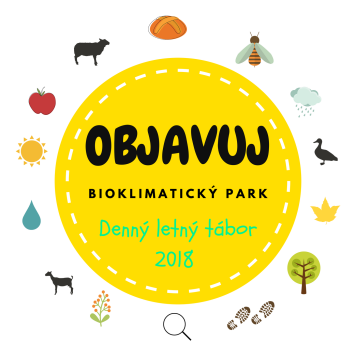 OBJAVUJ
BIOKLIMATICKÝ PARK
Denný letný tábor
2018